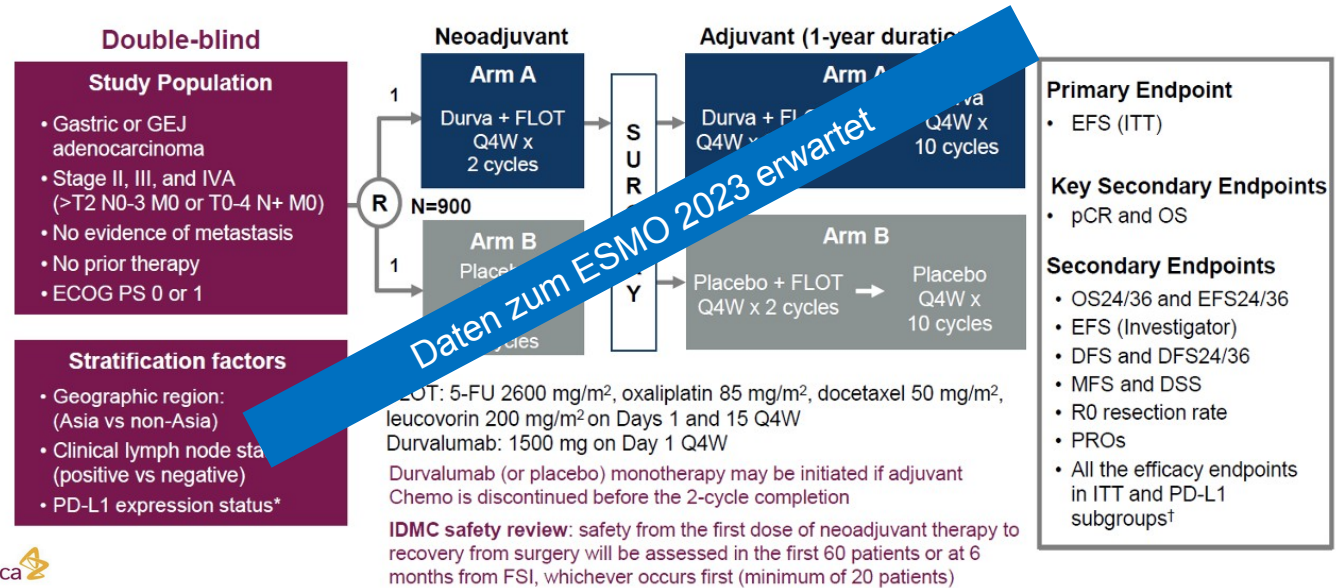 Double-blind
Study Population
• Gastric or GEJ
adenocarcinoma
• Stage II, III, and IVA
(>T2 N0-3 M0 or T0-4 N+ M0)
• No evidence of metastasis
• No prior therapy
• ECOG PS 0 or 1
Stratification factors
• Geographic region:
(Asia vs non-Asia)
• Clinical lymph node
(positive vs negative)
• PD-L1 expression status*
R
N=900
1
1
Neoadjuvant
Arm A
Durva + FLOT
Q4W x
2 cycles
Arm B
S
U
R
Y
Adjuvant (1-year
Arm
Durva +
Q4W
Q4W x
10 cycles
Arm B
Placebo + FLOT
Q4W x 2 cycles
Placebo
Q4W x
10 cycles
Daten zum ESMO 2023 erwartet
5-FU 2600 mg/m², oxaliplatin 85 mg/m², docetaxel 50 mg/m²,
leucovorin 200 mg/m² on Days 1 and 15 Q4W
Durvalumab: 1500 mg on Day 1 Q4W
Durvalumab (or placebo) monotherapy may be initiated if adjuvant
Chemo is discontinued before the 2-cycle completion
IDMC safety review: safety from the first dose of neoadjuvant therapy to
recovery from surgery will be assessed in the first 60 patients or at 6
months from FSI, whichever occurs first (minimum of 20 patients)
Primary Endpoint
• EFS (ITT)
Key Secondary Endpoints
• pCR and OS
Secondary Endpoints
• OS24/36 and EFS24/36
• EFS (Investigator)
• DFS and DFS24/36
• MFS and DSS
• R0 resection rate
• PROs
• All the efficacy endpoints
in ITT and PD-L1
subgroups†
ca